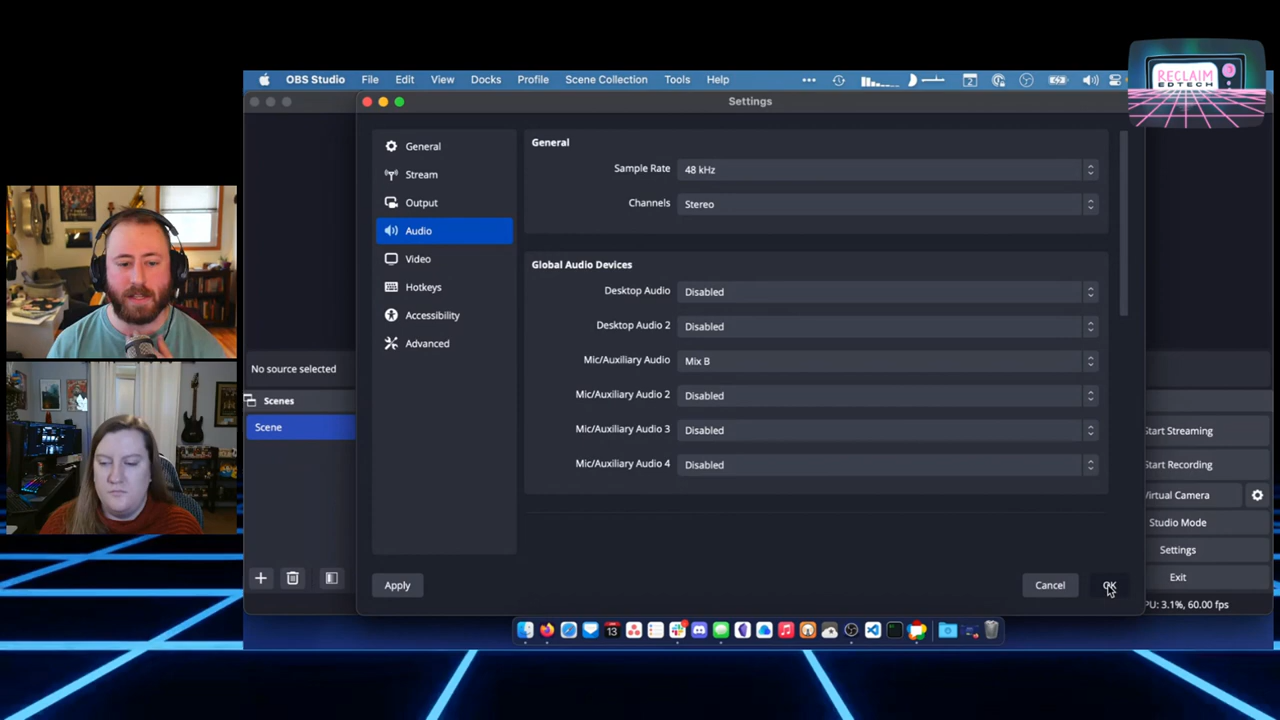 RECLAIM
EDTECH
OBS Studio File Edit View Docks Profile Scene Collection Tools Help
Settings
General
Stream
Output
Audio
Video
Hotkeys
Accessibility
Advanced
General
Sample Rate 48 kHz
Channels Stereo
Global Audio Devices
Desktop Audio Disabled
Desktop Audio 2 Disabled
Mic/Auxiliary Audio Mix B
Mic/Auxiliary Audio 2 Disabled
Mic/Auxiliary Audio 3 Disabled
Mic/Auxiliary Audio 4 Disabled
Apply
Cancel
OK
No source selected
Scenes
Scene
Start Streaming
Start Recording
Virtual Camera
Studio Mode
Settings
Exit
PU: 3.1%, 60.00 fps
2
13